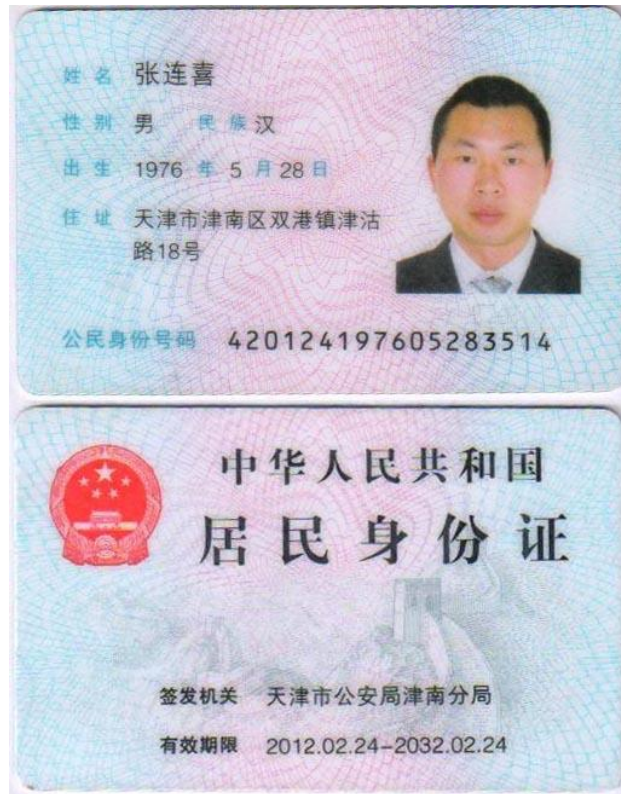 姓名 张连喜
性别 男 民族 汉
出生 1976 年 5 月 28 日
住址 天津市津南区双港镇津沽
路18号
公民身份号码 420124197605283514
中华人民共和国
居民身份证
签发机关 天津市公安局津南分局
有效期限 2012.02.24-2032.02.24